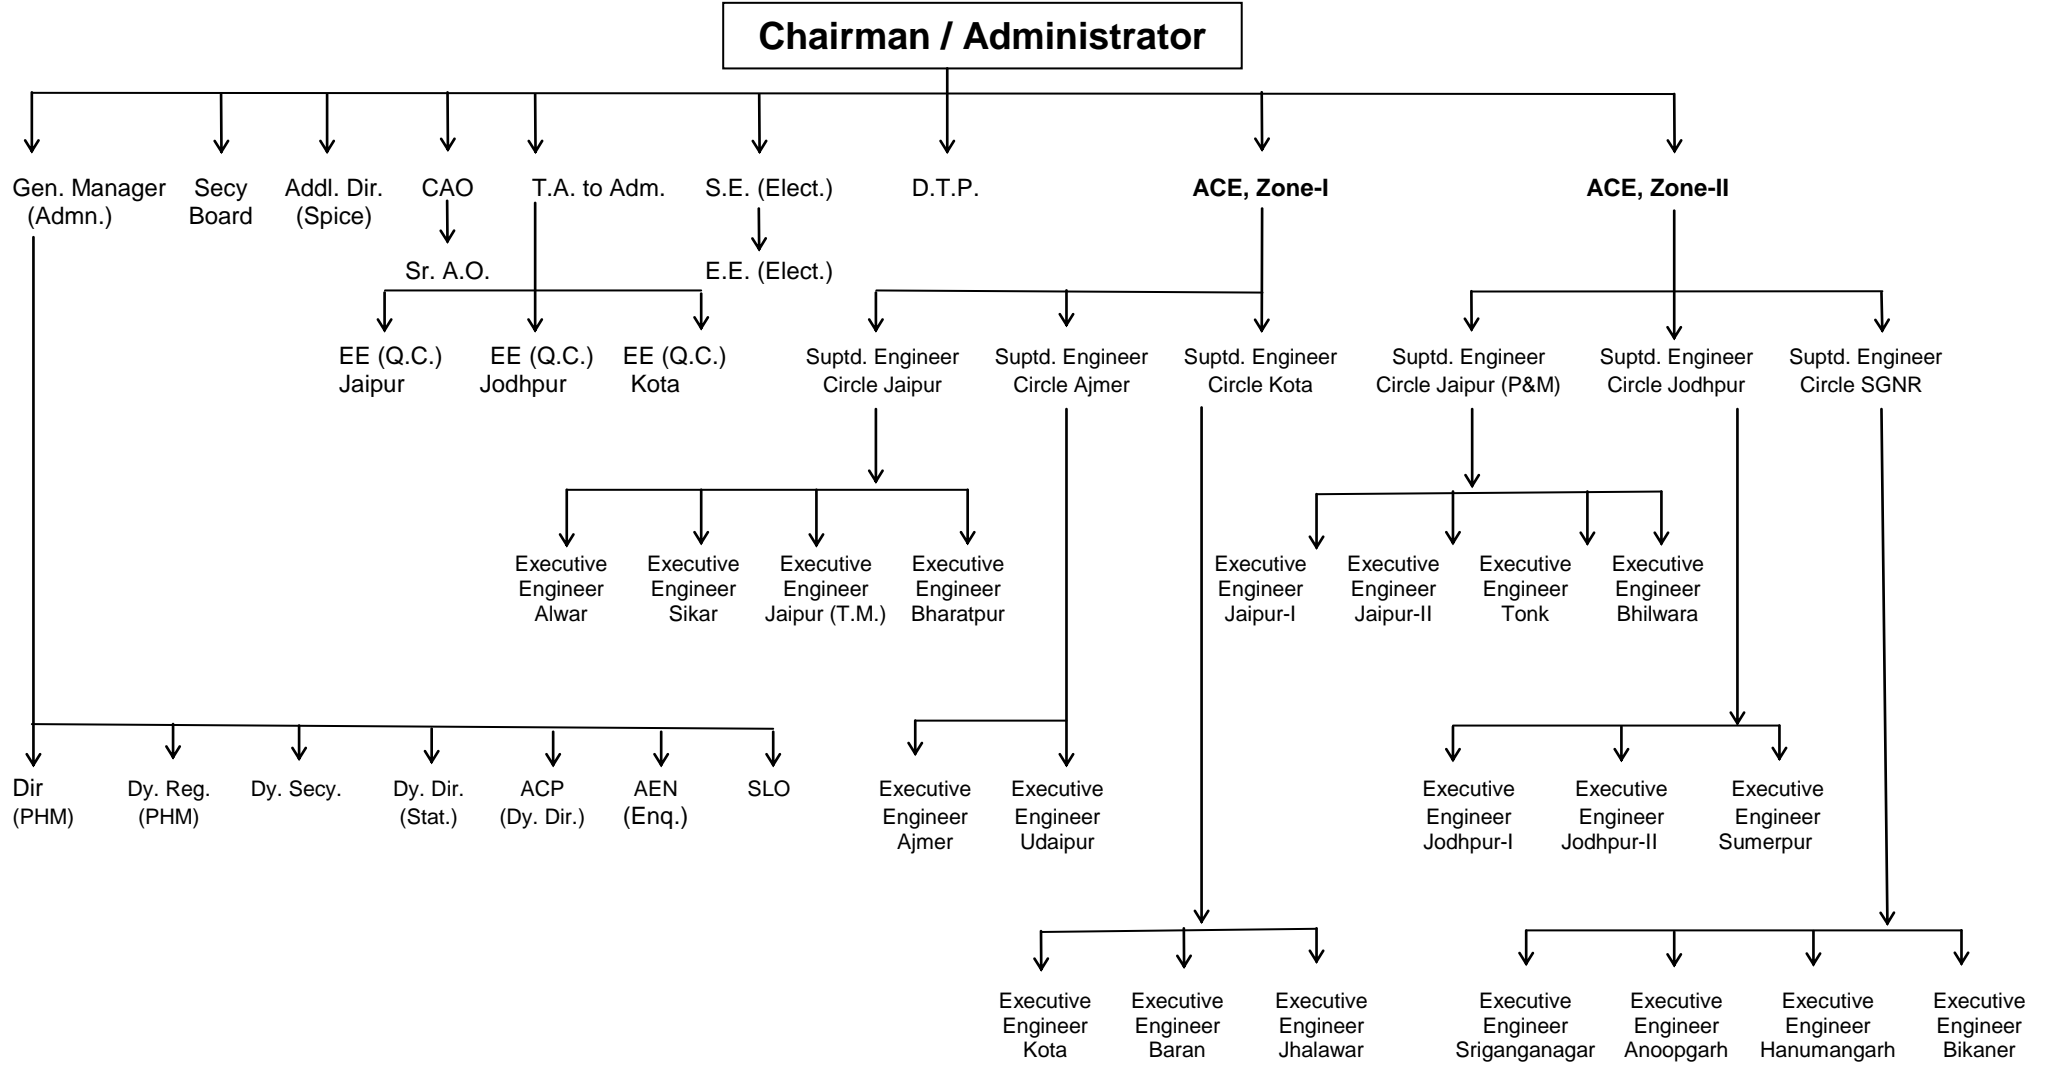 Chairman / Administrator
Gen. Manager
(Admn.)
Secy
Board
Addl. Dir.
(Spice)
CAO
T.A. to Adm.
S.E. (Elect.)
D.T.P.
ACE, Zone-I
ACE, Zone-II
Sr. A.O.
E.E. (Elect.)
EE (Q.C.)
Jaipur
EE (Q.C.)
Jodhpur
EE (Q.C.)
Kota
Suptd. Engineer
Circle Jaipur
Suptd. Engineer
Circle Ajmer
Suptd. Engineer
Circle Kota
Suptd. Engineer
Circle Jaipur (P&M)
Suptd. Engineer
Circle Jodhpur
Suptd. Engineer
Circle SGNR
Executive
Engineer
Alwar
Executive
Engineer
Sikar
Executive
Engineer
Jaipur (T.M.)
Executive
Engineer
Bharatpur
Executive
Engineer
Jaipur-I
Executive
Engineer
Jaipur-II
Executive
Engineer
Tonk
Executive
Engineer
Bhilwara
Dir
(PHM)
Dy. Reg.
(PHM)
Dy. Secy.
Dy. Dir.
(Stat.)
ACP
(Dy. Dir.)
AEN
(Enq.)
SLO
Executive
Engineer
Ajmer
Executive
Engineer
Udaipur
Executive
Engineer
Jodhpur-I
Executive
Engineer
Jodhpur-II
Executive
Engineer
Sumerpur
Executive
Engineer
Kota
Executive
Engineer
Baran
Executive
Engineer
Jhalawar
Executive
Engineer
Sriganganagar
Executive
Engineer
Anoopgarh
Executive
Engineer
Hanumangarh
Executive
Engineer
Bikaner